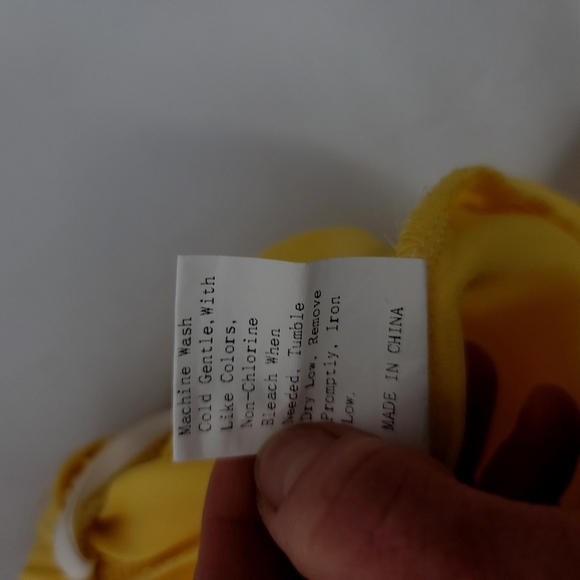 Machine Wash
Cold Gentle,With
Like Colors,
Non-Chlorine
Bleach When
Needed, Tumble
Dry Low, Remove
Promptly, Iron
Low.
MADE IN CHINA